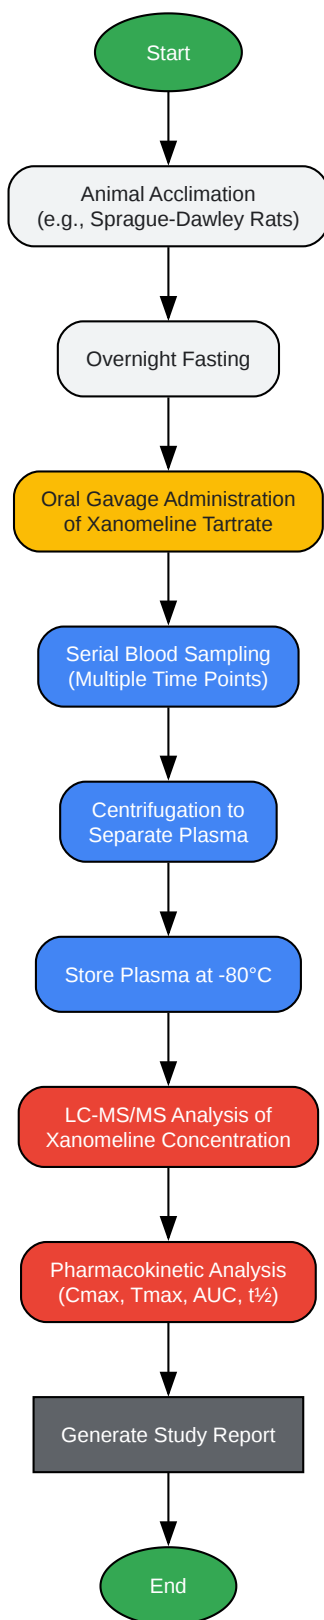 Start
Animal Acclimation
(e.g., Sprague-Dawley Rats)
Overnight Fasting
Oral Gavage Administration
of Xanomeline Tartrate
Serial Blood Sampling
(Multiple Time Points)
Centrifugation to
Separate Plasma
Store Plasma at -80°C
LC-MS/MS Analysis of
Xanomeline Concentration
Pharmacokinetic Analysis
(Cmax, Tmax, AUC, t½)
Generate Study Report
End